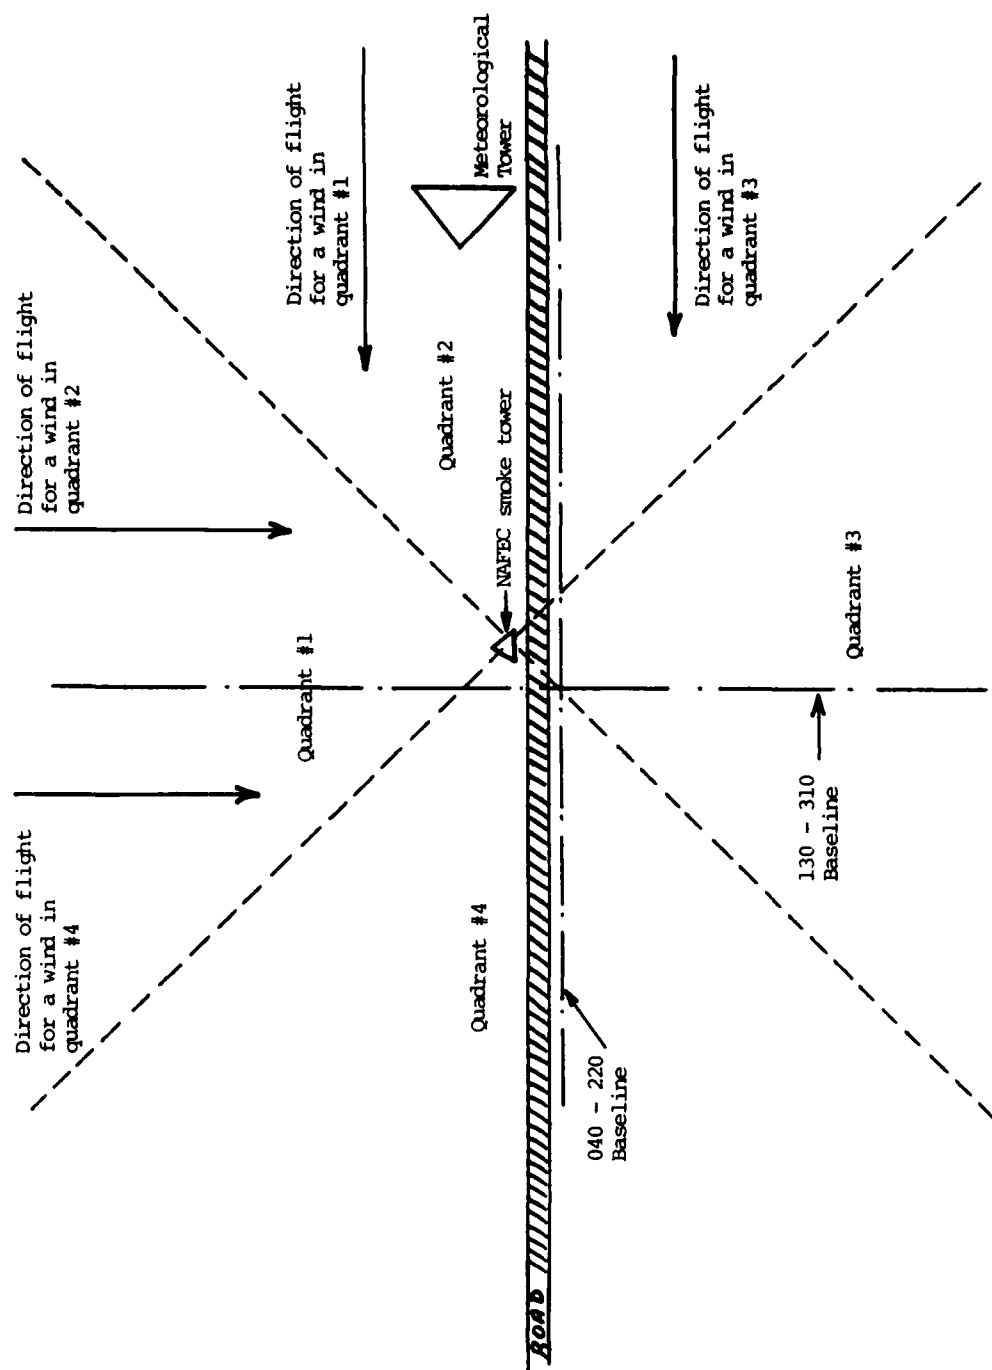 Direction of flight
for a wind in
quadrant #4
Direction of flight
for a wind in
quadrant #2
Direction of flight
for a wind in
quadrant #1
Quadrant #1
Quadrant #4
Quadrant #2
Meteorological
Tower
NAFEC smoke tower
ROAD
040 - 220
Baseline
130 - 310
Baseline
Quadrant #3
Direction of flight
for a wind in
quadrant #3